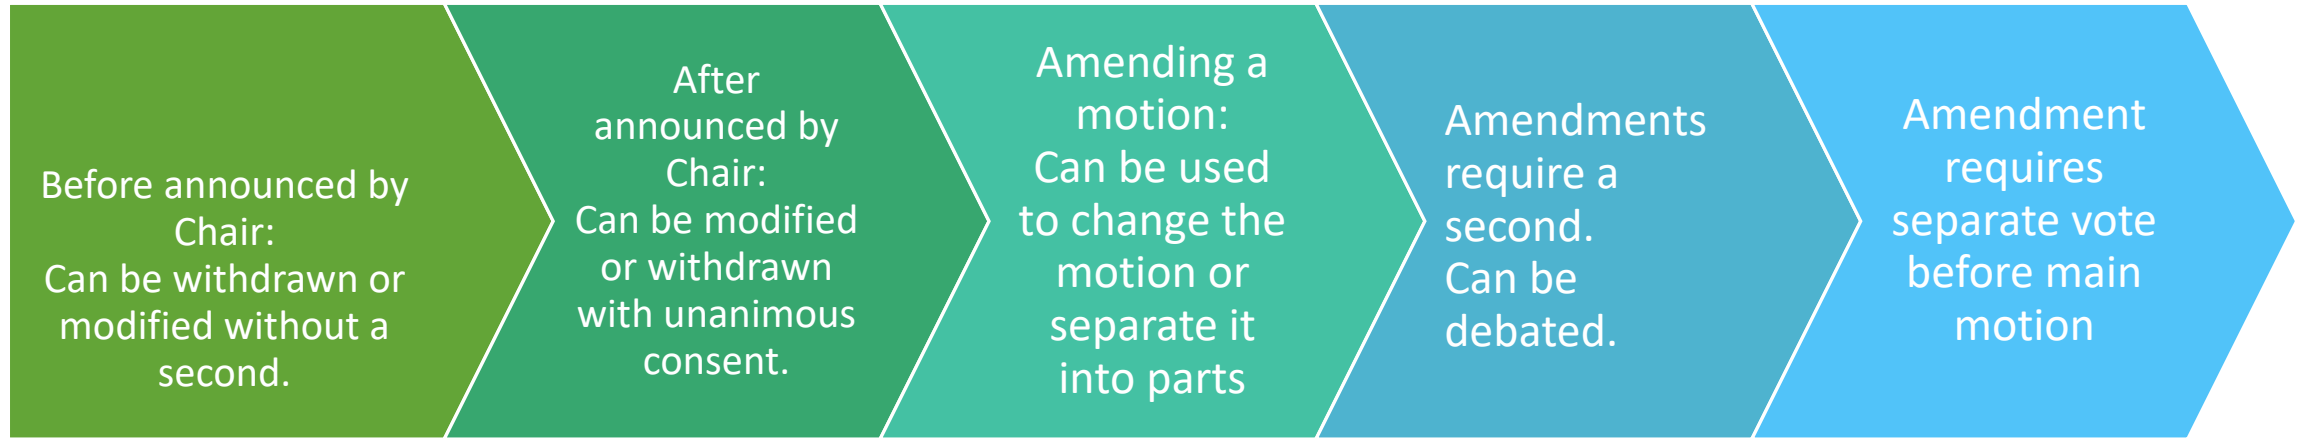 Before announced by
Chair:
Can be withdrawn or
modified without a
second.
After
announced by
Chair:
Can be modified
or withdrawn
with unanimous
consent.
Amending a
motion:
Can be used
to change the
motion or
separate it
into parts
Amendments
require a
second.
Can be
debated.
Amendment
requires
separate vote
before main
motion